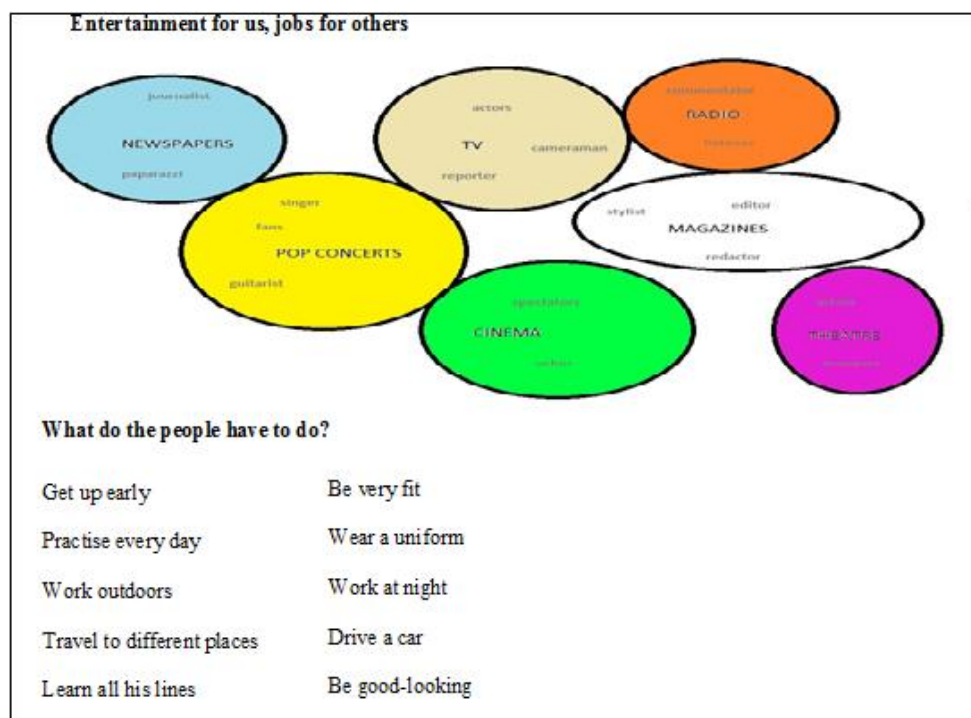 Entertainment for us, jobs for others
journalist
NEWSPAPERS
paparazzi
actors
TV
cameraman
reporter
commentator
RADIO
singer
fans
POP CONCERTS
guitarist
stylist
editor
MAGAZINES
redactor
spectators
CINEMA
THEATRE
What do the people have to do?
Get up early
Be very fit
Practise every day
Wear a uniform
Work outdoors
Work at night
Travel to different places
Drive a car
Learn all his lines
Be good-looking